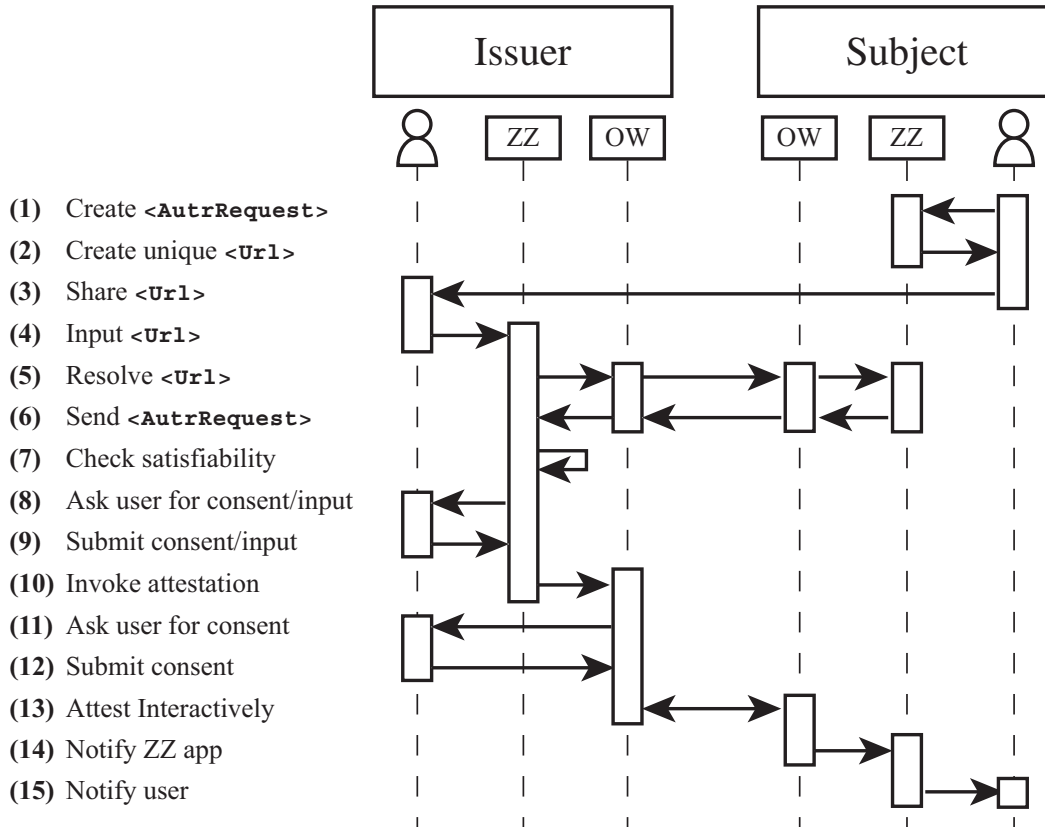 Issuer
Subject
ZZ
OW
OW
ZZ
(1) Create <AutrRequest>
(2) Create unique <Url>
(3) Share <Url>
(4) Input <Url>
(5) Resolve <Url>
(6) Send <AutrRequest>
(7) Check satisfiability
(8) Ask user for consent/input
(9) Submit consent/input
(10) Invoke attestation
(11) Ask user for consent
(12) Submit consent
(13) Attest Interactively
(14) Notify ZZ app
(15) Notify user